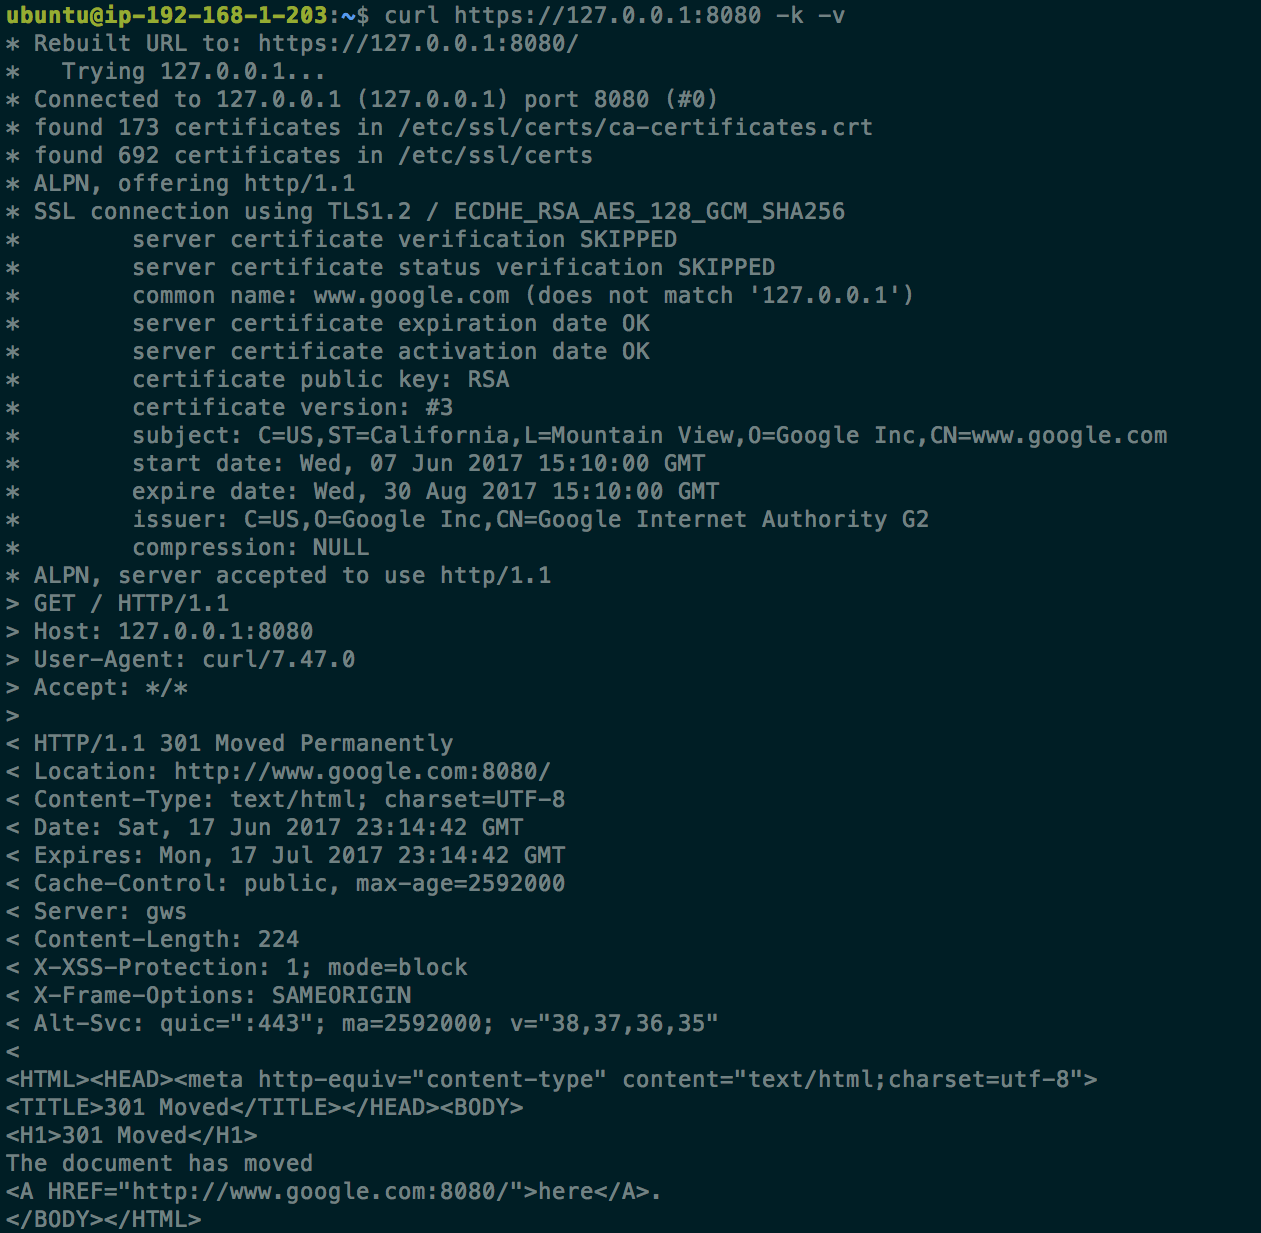 ubuntu@ip-192-168-1-203:~$ curl https://127.0.0.1:8080 -k -v
* Rebuilt URL to: https://127.0.0.1:8080/
*   Trying 127.0.0.1...
* Connected to 127.0.0.1 (127.0.0.1) port 8080 (#0)
* found 173 certificates in /etc/ssl/certs/ca-certificates.crt
* found 692 certificates in /etc/ssl/certs
* ALPN, offering http/1.1
* SSL connection using TLS1.2 / ECDHE_RSA_AES_128_GCM_SHA256
*        server certificate verification SKIPPED
*        server certificate status verification SKIPPED
*        common name: www.google.com (does not match '127.0.0.1')
*        server certificate expiration date OK
*        server certificate activation date OK
*        certificate public key: RSA
*        certificate version: #3
*        subject: C=US,ST=California,L=Mountain View,O=Google Inc,CN=www.google.com
*        start date: Wed, 07 Jun 2017 15:10:00 GMT
*        expire date: Wed, 30 Aug 2017 15:10:00 GMT
*        issuer: C=US,O=Google Inc,CN=Google Internet Authority G2
*        compression: NULL
* ALPN, server accepted to use http/1.1
> GET / HTTP/1.1
> Host: 127.0.0.1:8080
> User-Agent: curl/7.47.0
> Accept: */*
>
< HTTP/1.1 301 Moved Permanently
< Location: http://www.google.com:8080/
< Content-Type: text/html; charset=UTF-8
< Date: Sat, 17 Jun 2017 23:14:42 GMT
< Expires: Mon, 17 Jul 2017 23:14:42 GMT
< Cache-Control: public, max-age=2592000
< Server: gws
< Content-Length: 224
< X-XSS-Protection: 1; mode=block
< X-Frame-Options: SAMEORIGIN
< Alt-Svc: quic=":443"; ma=2592000; v="38,37,36,35"
<
<HTML><HEAD><meta http-equiv="content-type" content="text/html;charset=utf-8">
<TITLE>301 Moved</TITLE></HEAD><BODY>
<H1>301 Moved</H1>
The document has moved
<A HREF="http://www.google.com:8080/">here</A>.
</BODY></HTML>